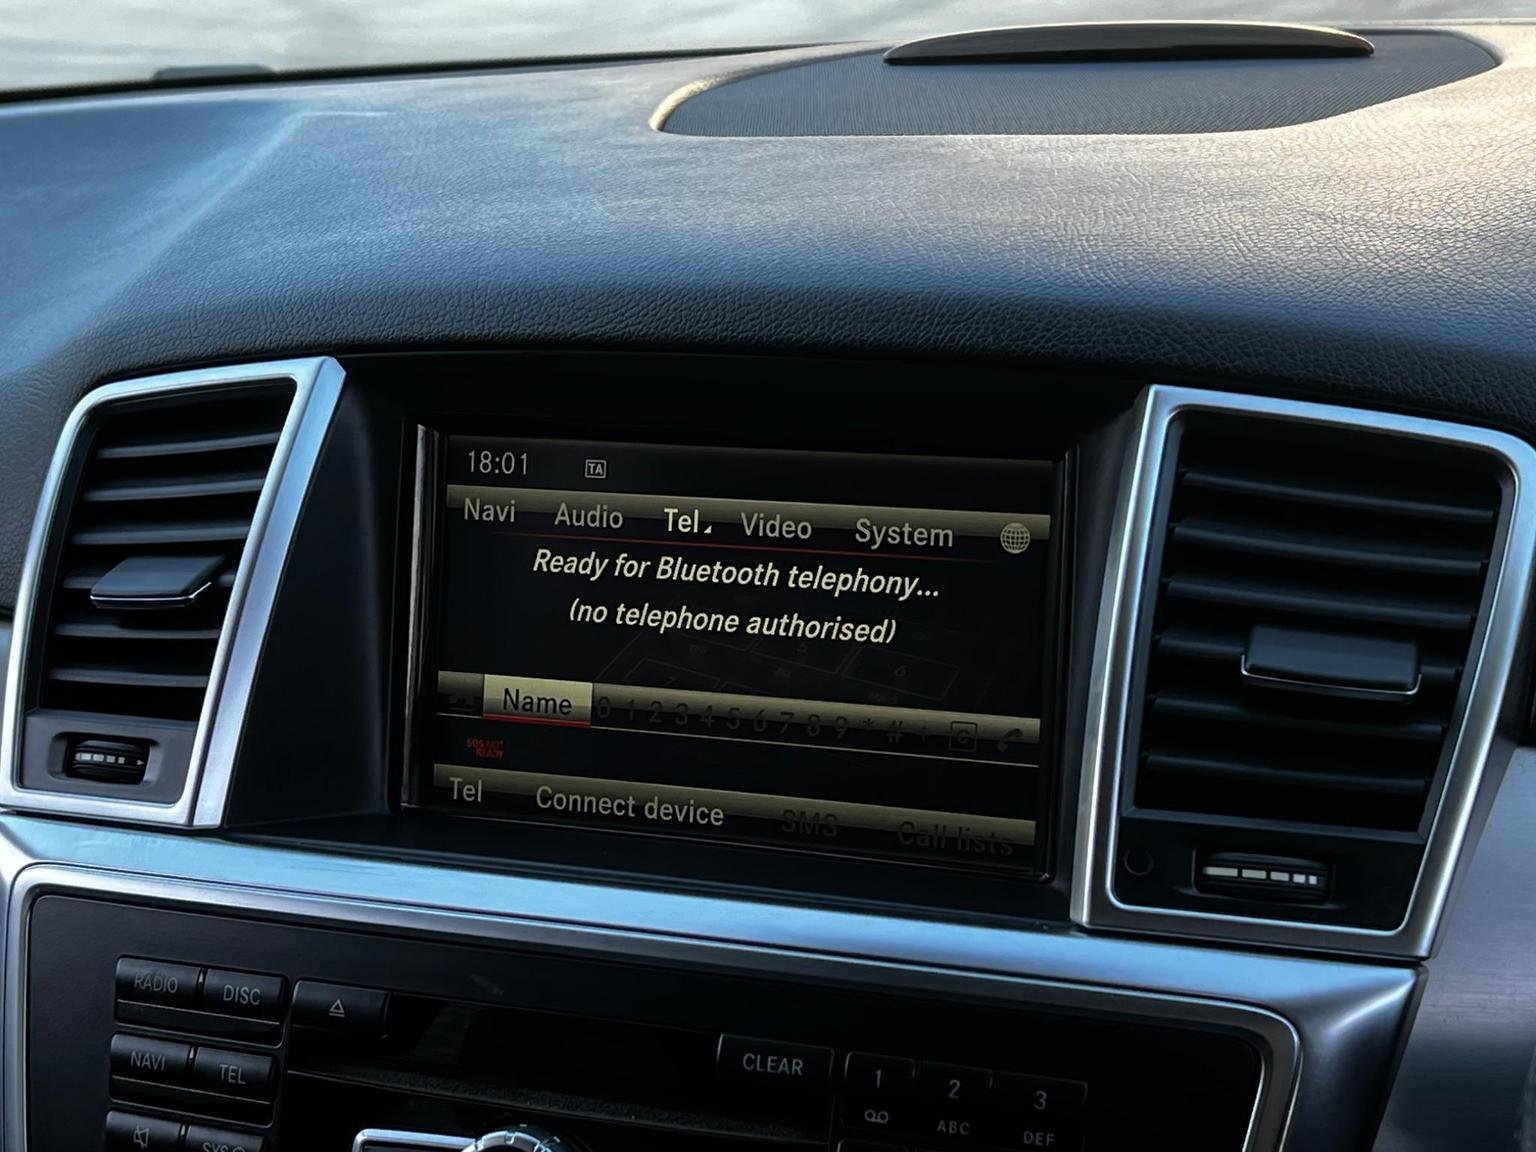 18:01 TA
Navi Audio Tel Video System
Ready for Bluetooth telephony...
(no telephone authorised)
Name 0 1 2 3 4 5 6 7 8 9 * # + C
SOS NOT
READY
Tel Connect device SMS Call lists
RADIO DISC
NAVI TEL
CLEAR
1 2 3
ABC DEF